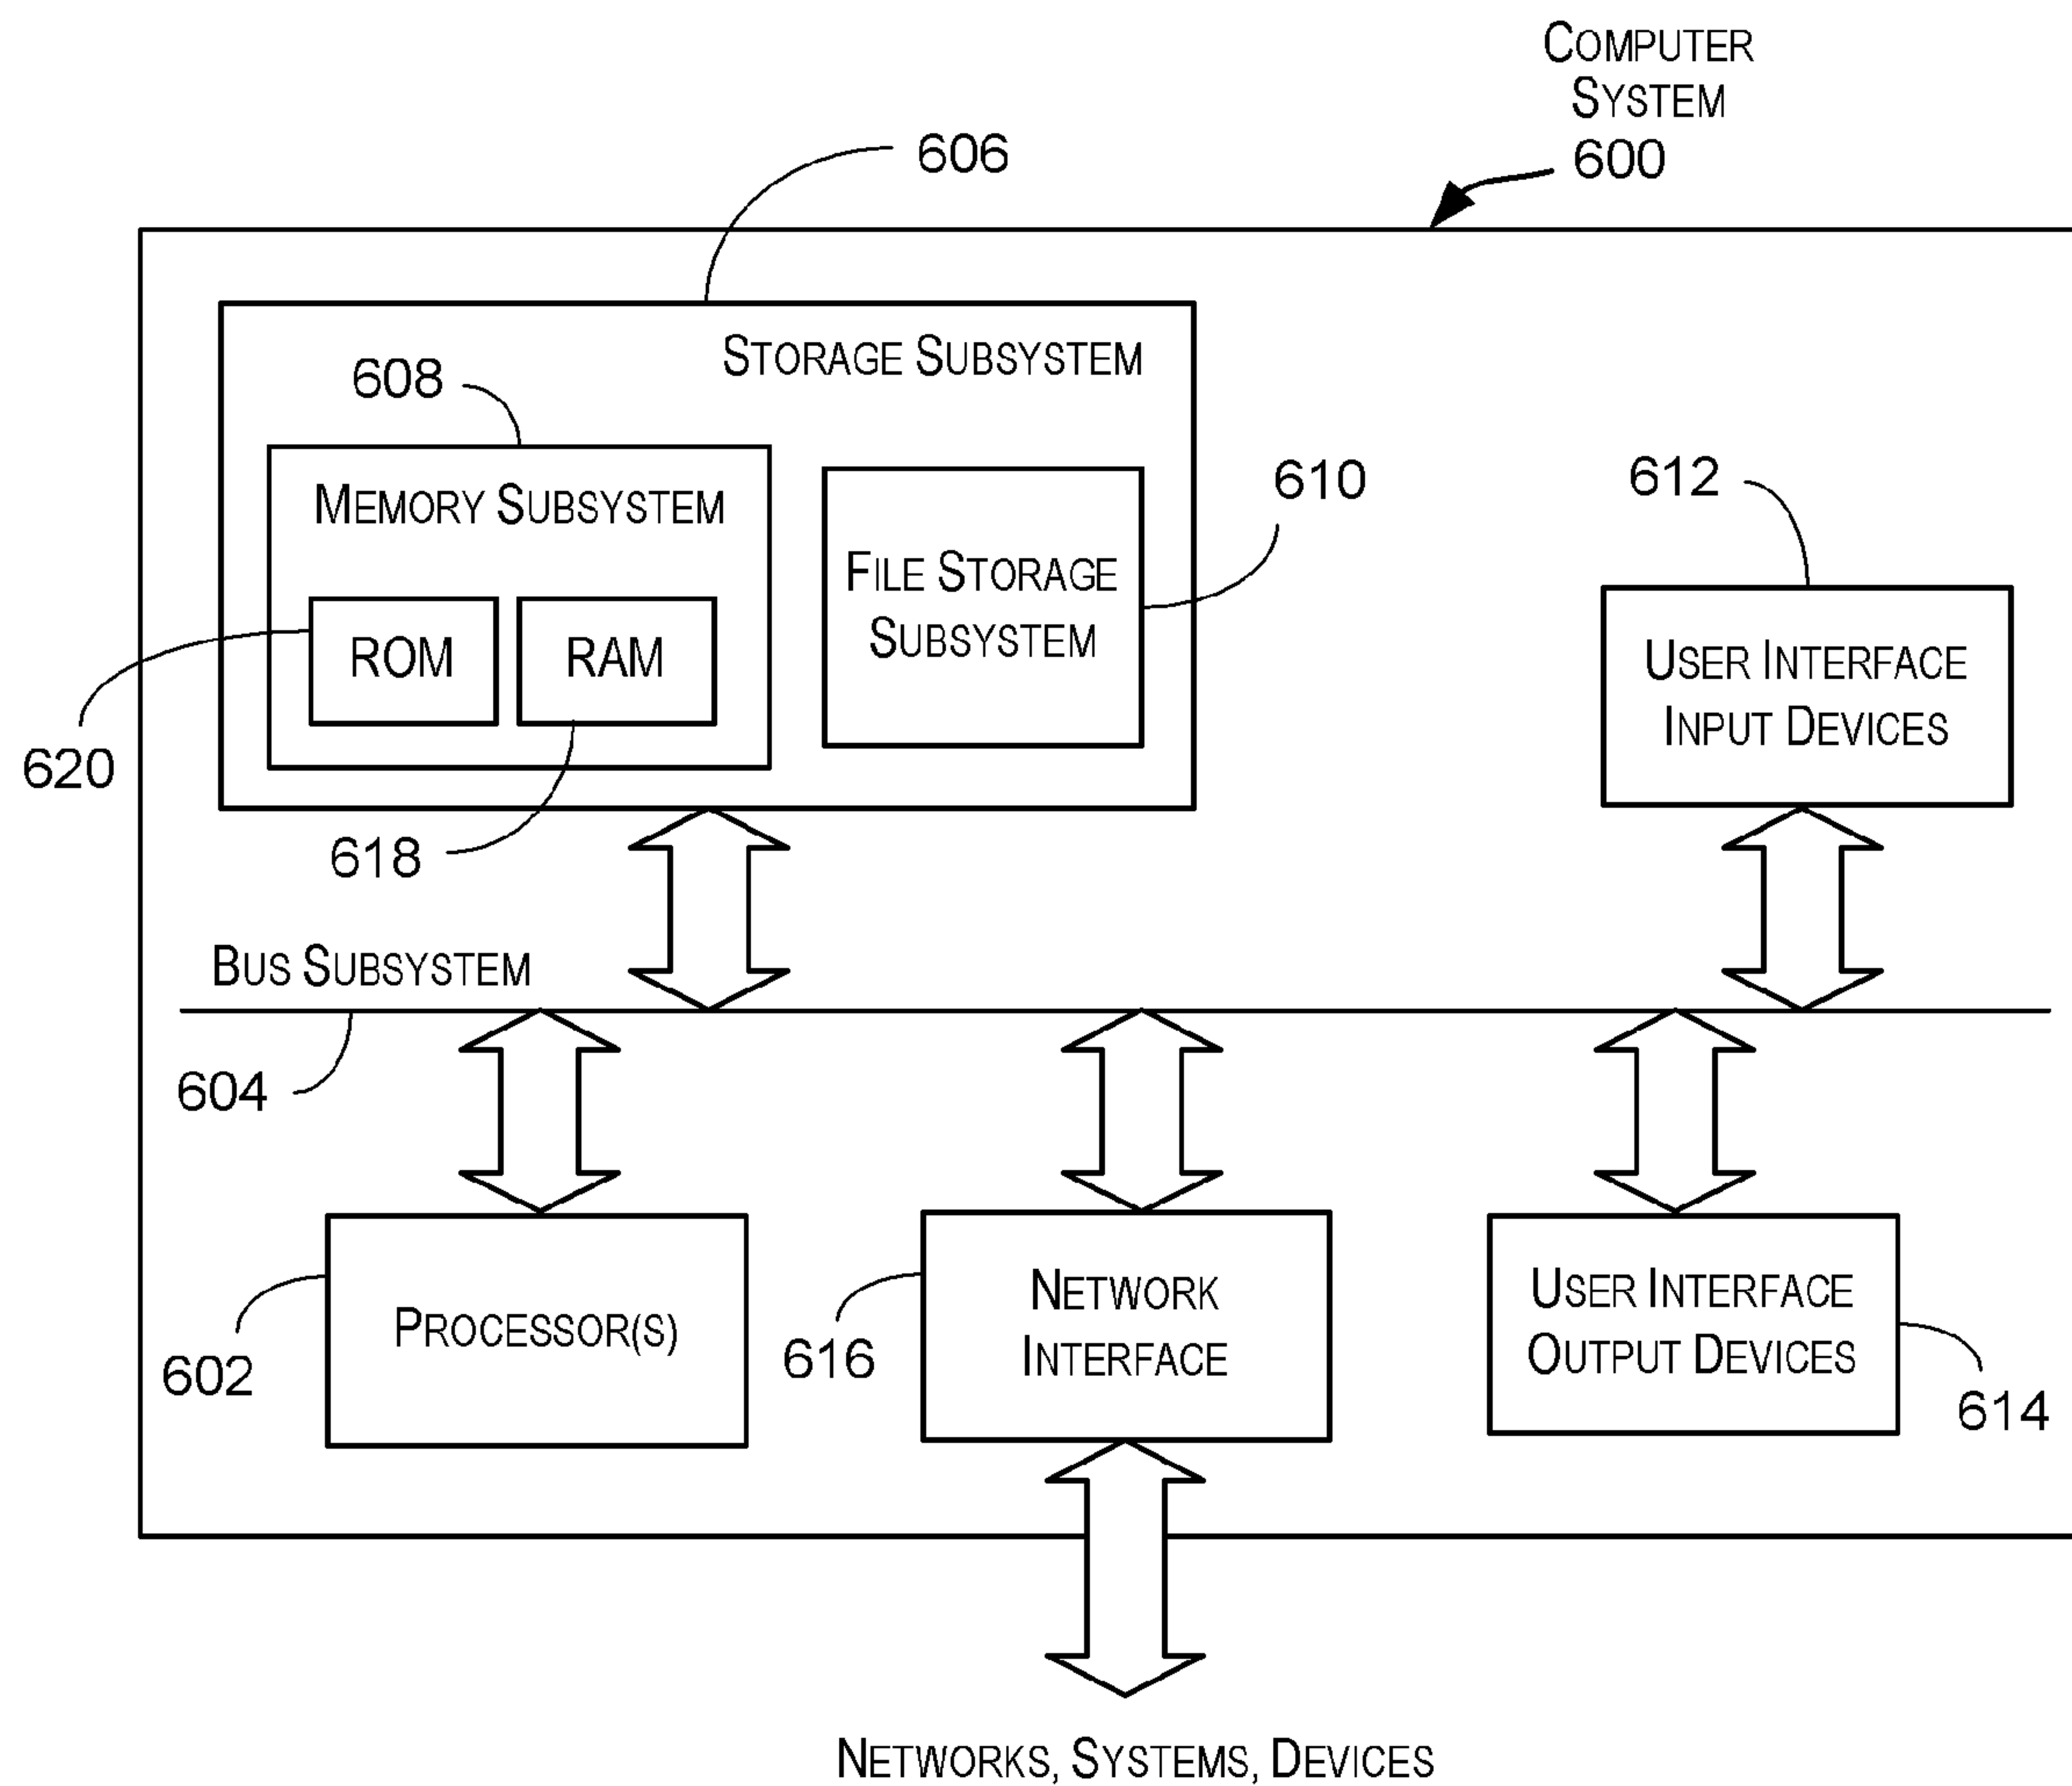 COMPUTER
SYSTEM
600
606
STORAGE SUBSYSTEM
608
MEMORY SUBSYSTEM
610
612
FILE STORAGE
SUBSYSTEM
ROM
RAM
USER INTERFACE
INPUT DEVICES
620
618
BUS SUBSYSTEM
604
PROCESSOR(S)
602
NETWORK
INTERFACE
616
USER INTERFACE
OUTPUT DEVICES
614
NETWORKS, SYSTEMS, DEVICES